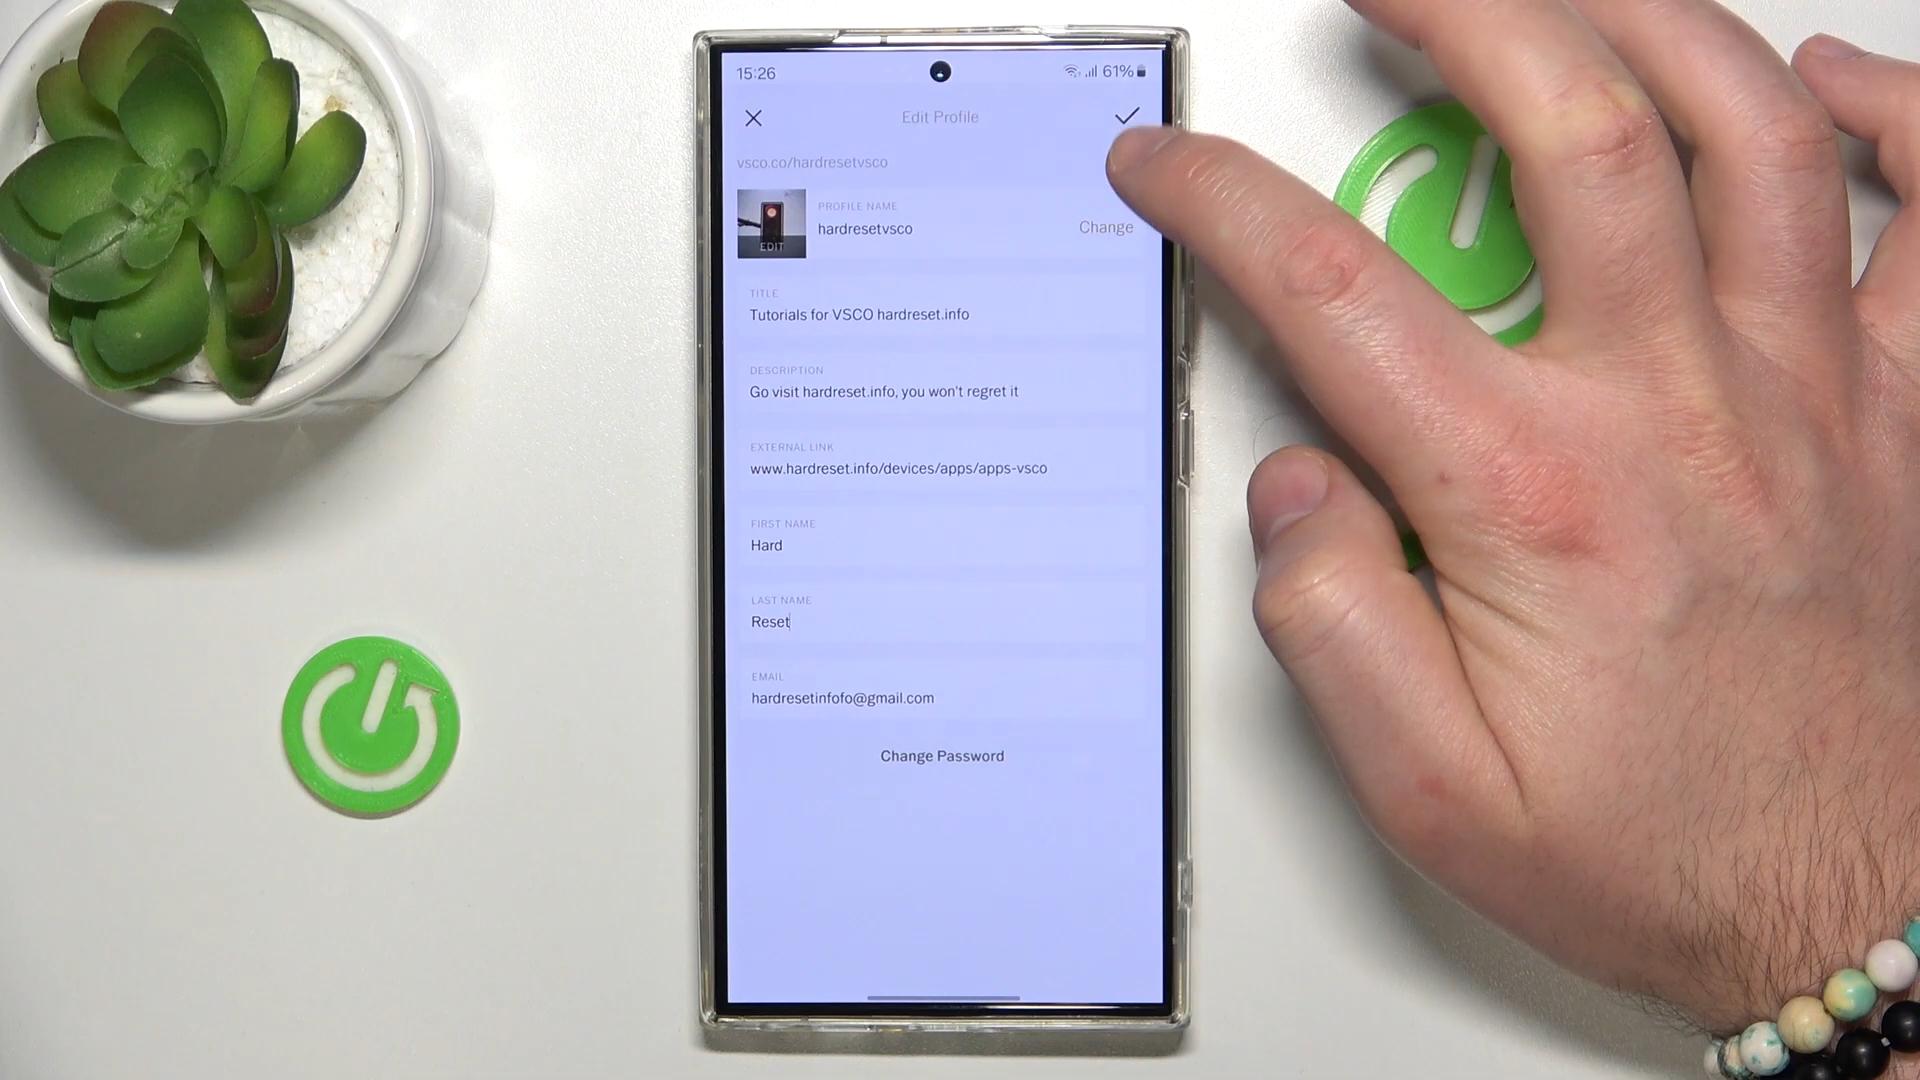 15:26
61%
Edit Profile
vsco.co/hardresetvsco
EDIT
PROFILE NAME
hardresetvsco
Change
TITLE
Tutorials for VSCO hardreset.info
DESCRIPTION
Go visit hardreset.info, you won't regret it
EXTERNAL LINK
www.hardreset.info/devices/apps/apps-vsco
FIRST NAME
Hard
LAST NAME
Reset
EMAIL
hardresetinfofo@gmail.com
Change Password